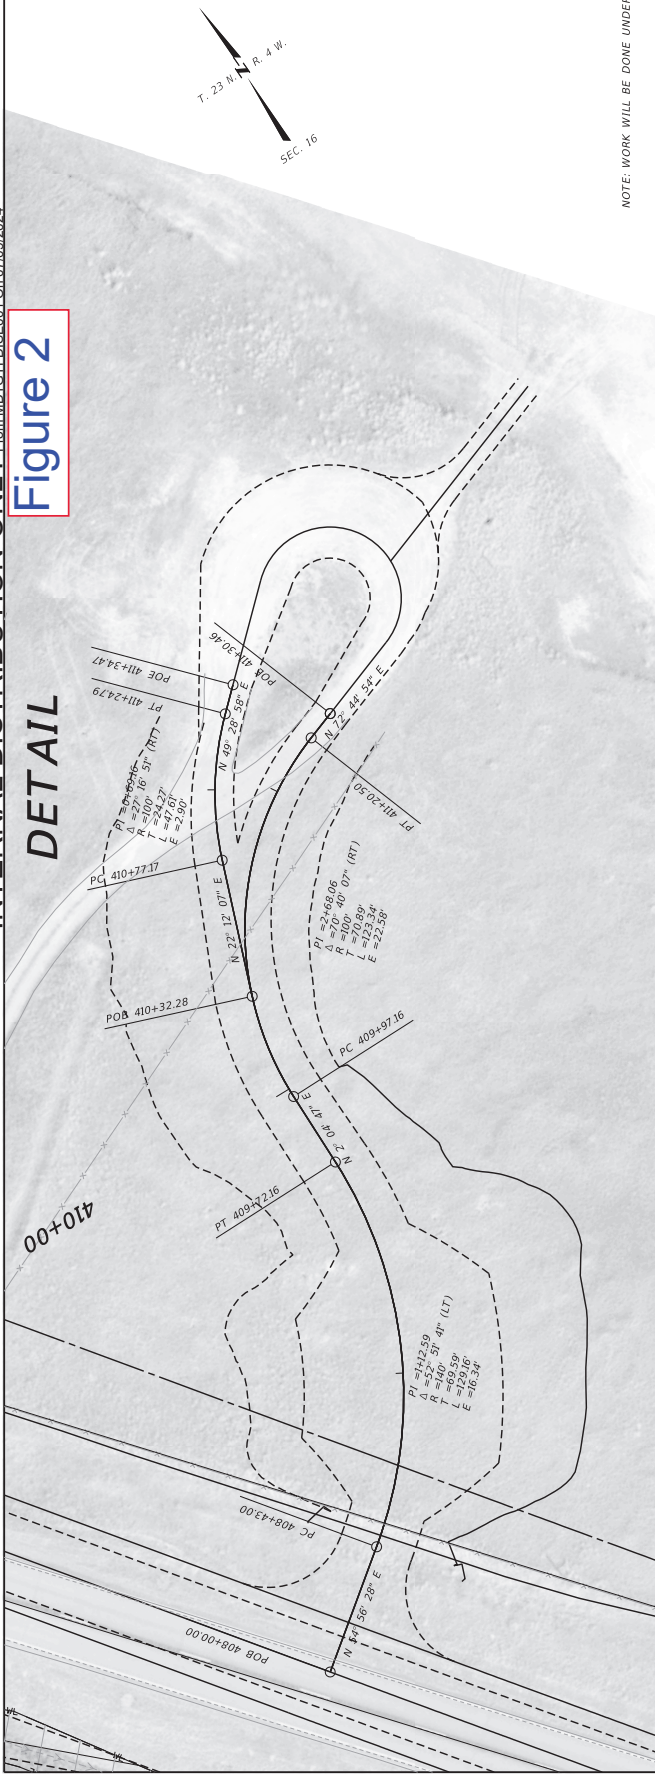 T. 23 N.
R. 4 W.
N
SEC. 16
NOTE: WORK WILL BE DONE UNDER
Figure 2
DETAIL
POE 411+34.47
PT 411+24.79
POB 411+30.46
N 49° 28' 58" E
N 72° 44' 54" E
PI =6+69.16
Δ =27° 16' 51" (RT)
R =100'
T =24.27'
L =47.61'
E =2.90'
PT 411+20.50
PC 410+77.17
N 22° 12' 07" E
PI =2+68.06
Δ =70° 40' 07" (RT)
R =100'
T =70.89'
L =123.34'
E =22.58'
POB 410+32.28
PC 409+97.16
N 2° 04' 47" E
PT 409+72.16
410+00
PI =1+12.59
Δ =52° 51' 41" (LT)
R =140'
T =69.59'
L =129.16'
E =16.34'
PC 408+43.00
N 54° 56' 28" E
POB 408+00.00